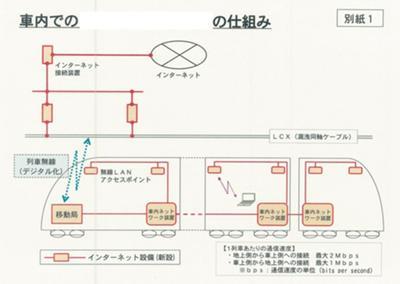 車内での の仕組み
別紙1
インターネット
接続装置
インターネット
LCX(漏洩同軸ケーブル)
列車無線
(デジタル化)
無線LAN
アクセスポイント
移動局
車内ネット
ワーク装置
車内ネット
ワーク装置
車内ネット
ワーク装置
【1列車あたりの通信速度】
・地上側から車上側への接続 最大2Mbps
・車上側から地上側への接続 最大1Mbps
※bps:通信速度の単位(bits per second)
インターネット設備(新設)